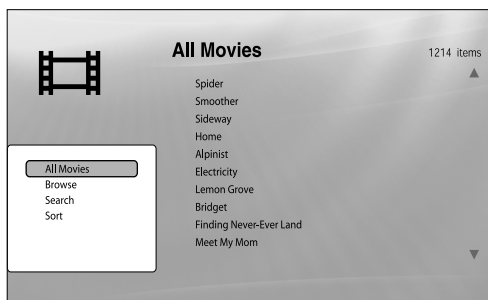 All Movies
1214 items
Spider
Smoother
Sideway
Home
Alpinist
Electricity
Lemon Grove
Bridget
Finding Never-Ever Land
Meet My Mom
All Movies
Browse
Search
Sort